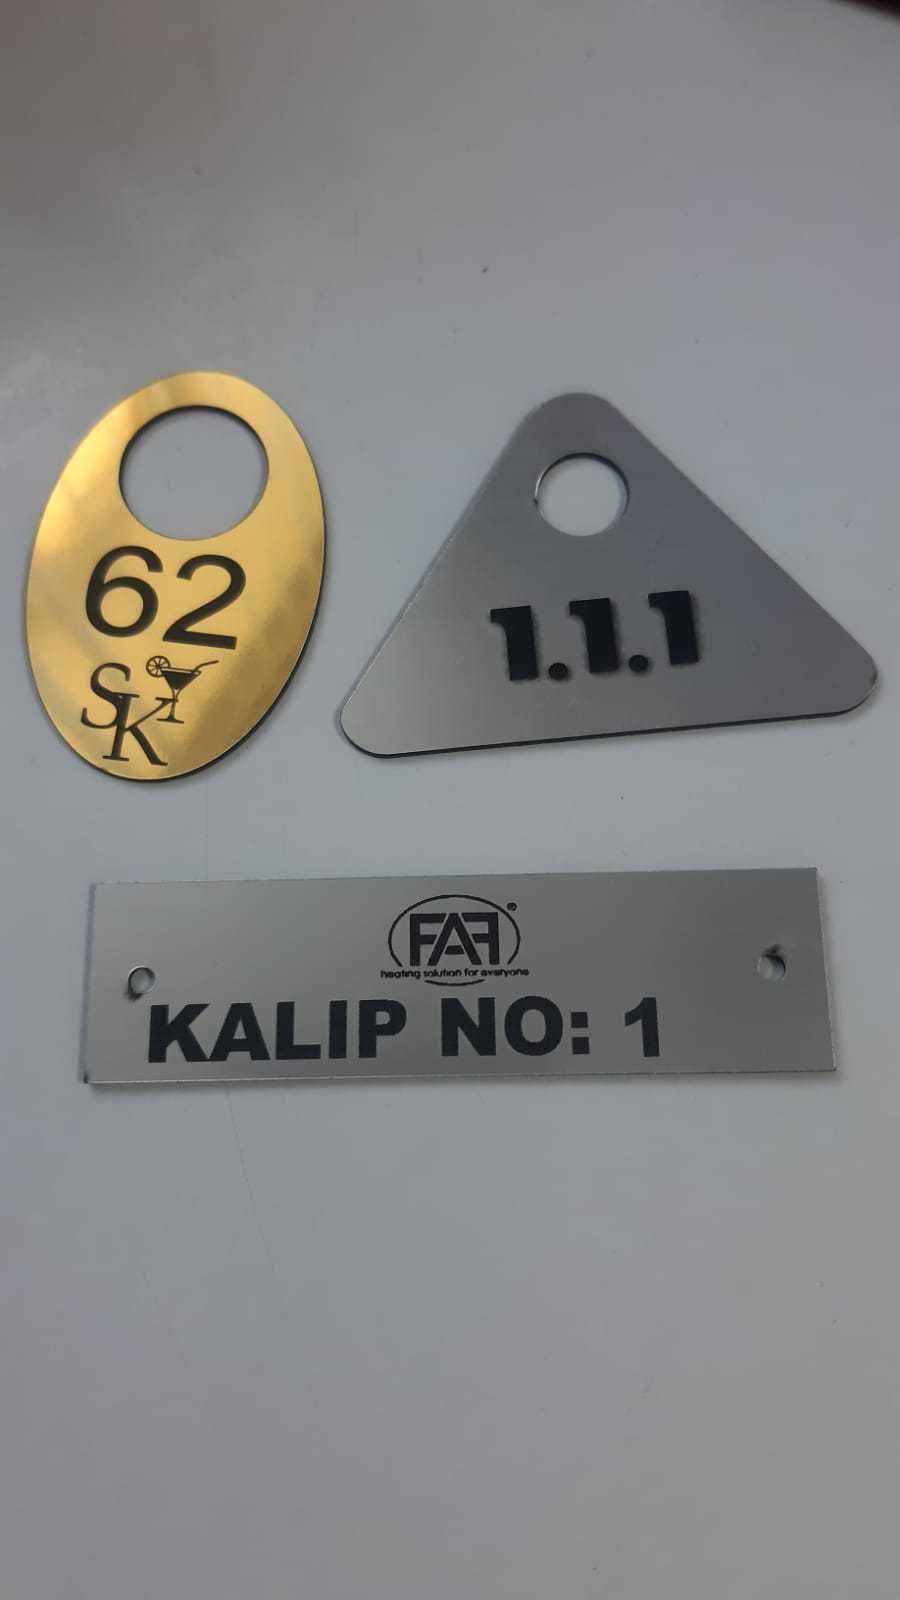 62
SK
1.1.1
FAF®
heating solution for everyone
KALIP NO: 1